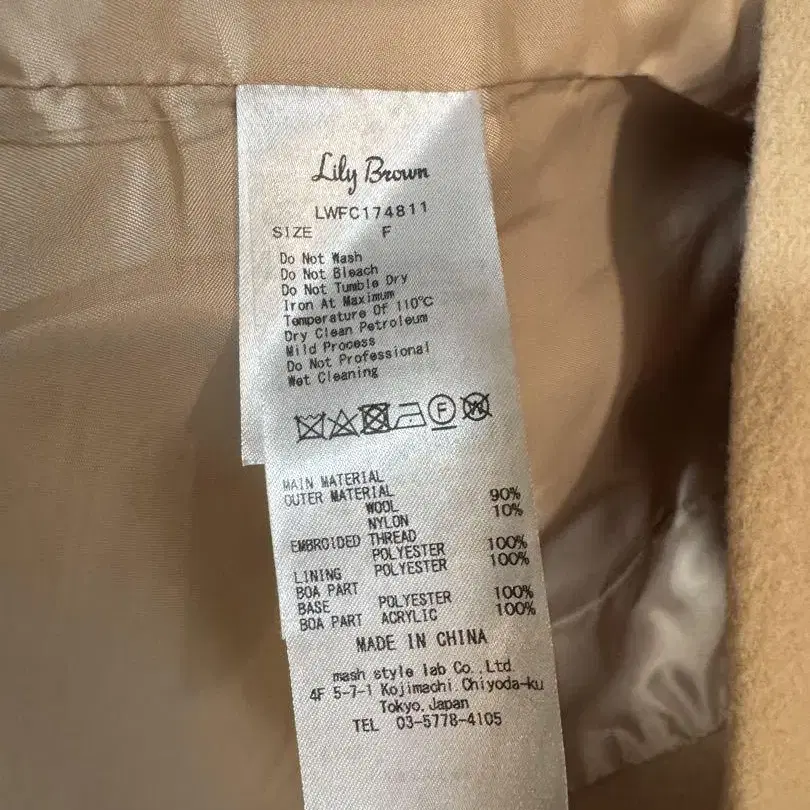 Lily Brown
LWFC174811
SIZE F
Do Not Wash
Do Not Bleach
Do Not Tumble Dry
Iron At Maximum
Temperature Of 110℃
Dry Clean Petroleum
Mild Process
Do Not Professional
Wet Cleaning
F W
MAIN MATERIAL
OUTER MATERIAL
WOOL 90%
NYLON 10%
EMBROIDED THREAD
POLYESTER 100%
LINING POLYESTER 100%
BOA PART
BASE POLYESTER 100%
BOA PART ACRYLIC 100%
MADE IN CHINA
mash style lab Co., Ltd.
4F 5-7-1 Kojimachi Chiyoda-ku
Tokyo, Japan
TEL 03-5778-4105